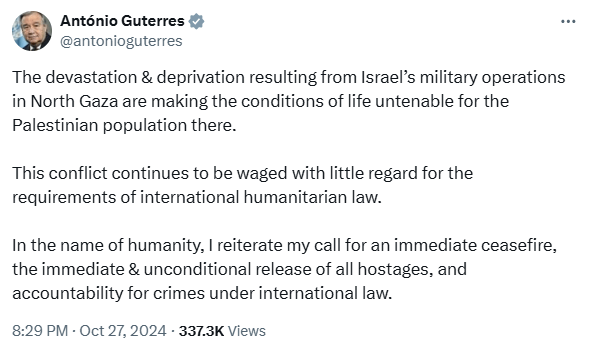 António Guterres
@antonioguterres
The devastation & deprivation resulting from Israel’s military operations
in North Gaza are making the conditions of life untenable for the
Palestinian population there.
This conflict continues to be waged with little regard for the
requirements of international humanitarian law.
In the name of humanity, I reiterate my call for an immediate ceasefire,
the immediate & unconditional release of all hostages, and
accountability for crimes under international law.
8:29 PM · Oct 27, 2024 · 337.3K Views